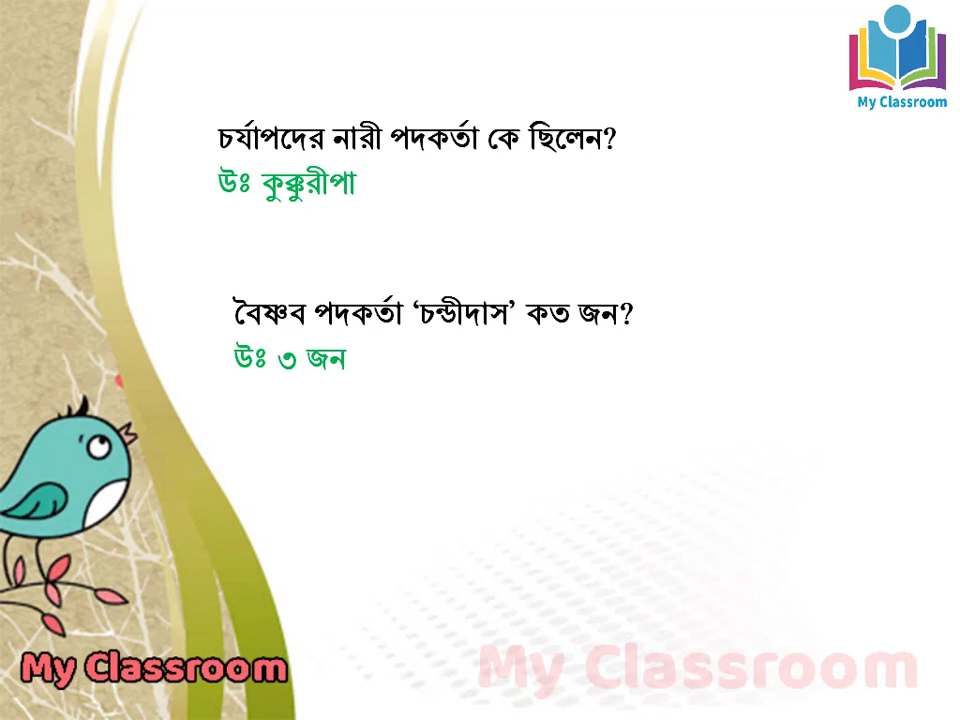 My Classroom
চর্যাপদের নারী পদকর্তা কে ছিলেন?
উঃ কুক্কুরীপা
বৈষ্ণব পদকর্তা ‘চন্ডীদাস’ কত জন?
উঃ ৩ জন
My Classroom
My Classroom